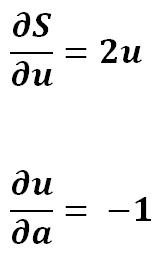 ∂S/∂u = 2u
∂u/∂a = −1